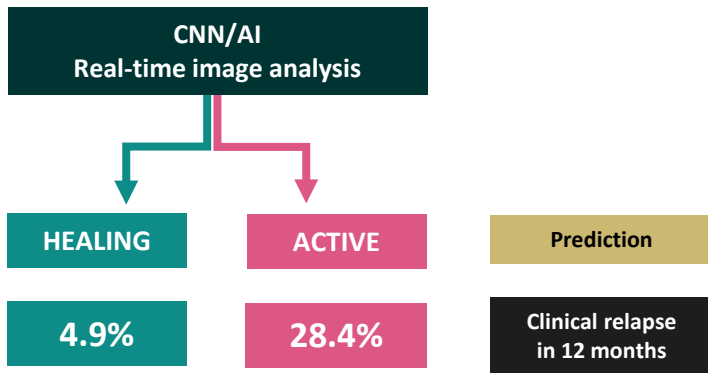 CNN/AI
Real-time image analysis
HEALING
ACTIVE
Prediction
4.9%
28.4%
Clinical relapse
in 12 months